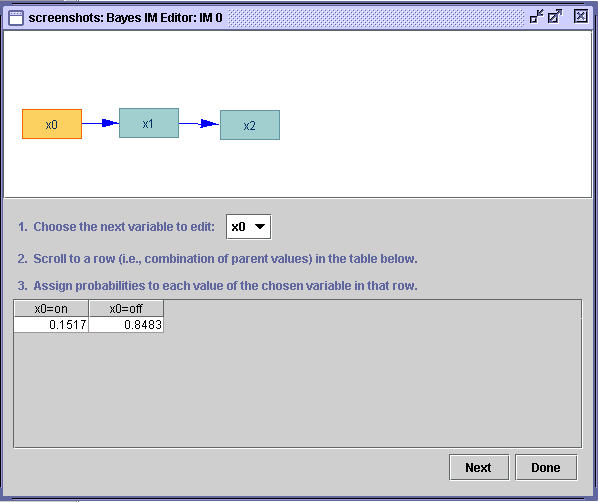 screenshots: Bayes IM Editor: IM 0
x0
x1
x2
1. Choose the next variable to edit: x0
2. Scroll to a row (i.e., combination of parent values) in the table below.
3. Assign probabilities to each value of the chosen variable in that row.
x0=on x0=off
0.1517 0.8483
Next Done